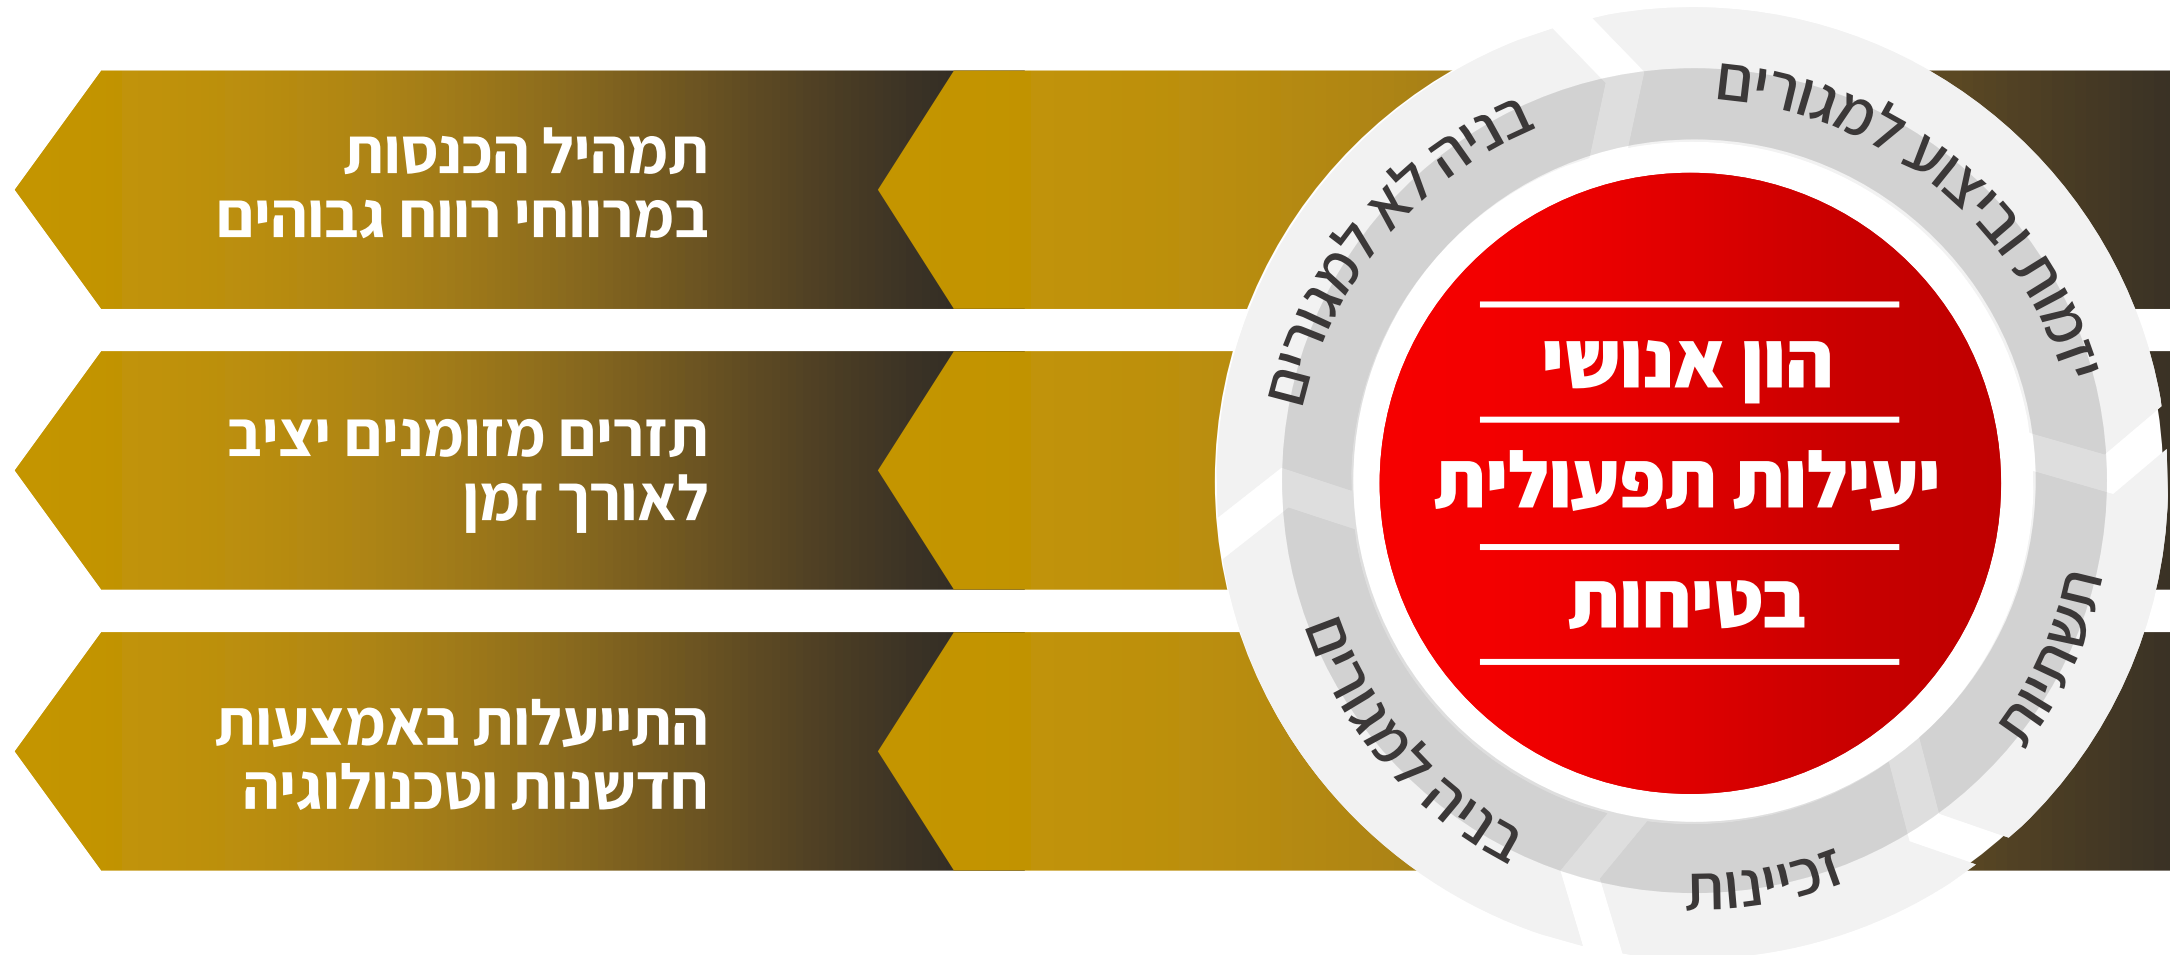 יזמות וביצוע למגורים
תשתיות
זכיינות
בניה למגורים
בניה לא למגורים
הון אנושי
יעילות תפעולית
בטיחות
תמהיל הכנסות
במרווחי רווח גבוהים
תזרים מזומנים יציב
לאורך זמן
התייעלות באמצעות
חדשנות וטכנולוגיה